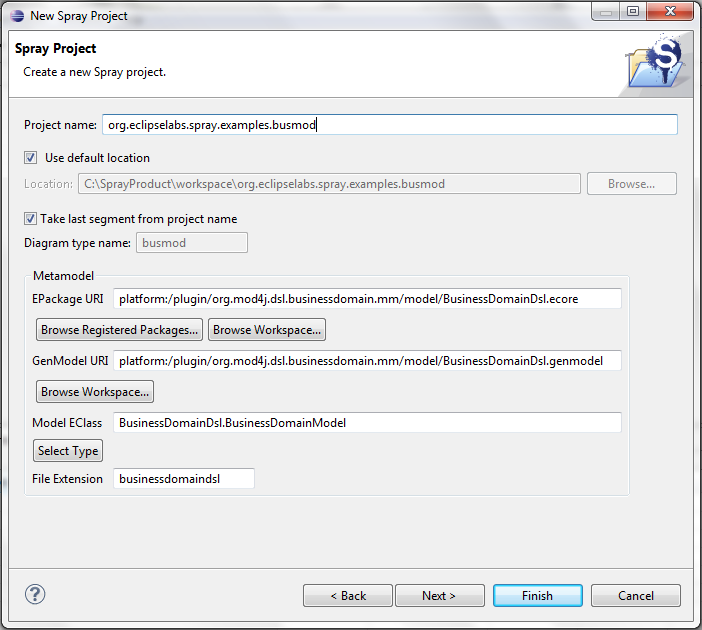 New Spray Project
Spray Project
Create a new Spray project.
S
Project name: org.eclipselabs.spray.examples.busmod
Use default location
Location: C:\SprayProduct\workspace\org.eclipselabs.spray.examples.busmod Browse...
Take last segment from project name
Diagram type name: busmod
Metamodel
EPackage URI platform:/plugin/org.mod4j.dsl.businessdomain.mm/model/BusinessDomainDsl.ecore
Browse Registered Packages... Browse Workspace...
GenModel URI platform:/plugin/org.mod4j.dsl.businessdomain.mm/model/BusinessDomainDsl.genmodel
Browse Workspace...
Model EClass BusinessDomainDsl.BusinessDomainModel
Select Type
File Extension businessdomaindsl
? < Back Next > Finish Cancel